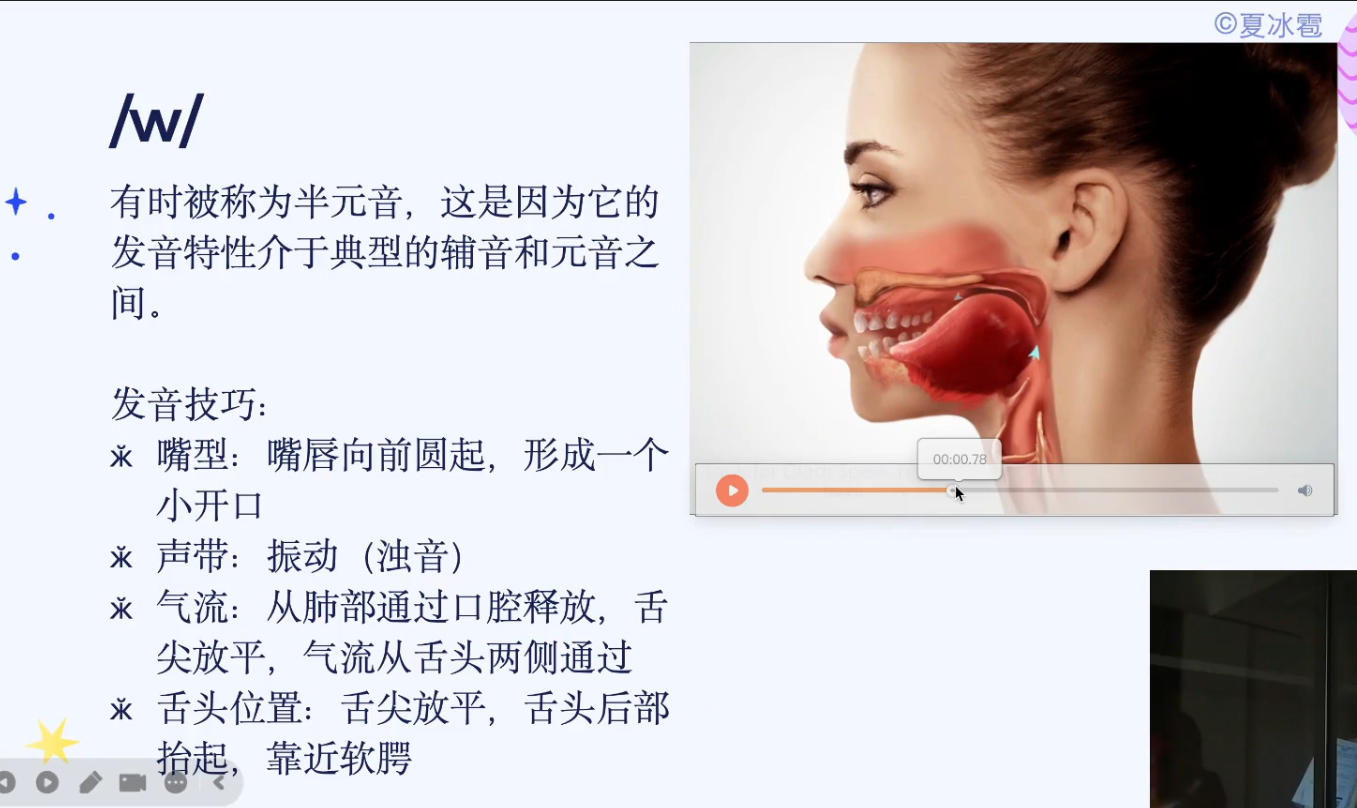 ©夏冰雹
/w/
有时被称为半元音，这是因为它的
发音特性介于典型的辅音和元音之
间。
发音技巧：
嘴型：嘴唇向前圆起，形成一个
小开口
声带：振动（浊音）
气流：从肺部通过口腔释放，舌
尖放平，气流从舌头两侧通过
舌头位置：舌尖放平，舌头后部
抬起，靠近软腭
00:00.78